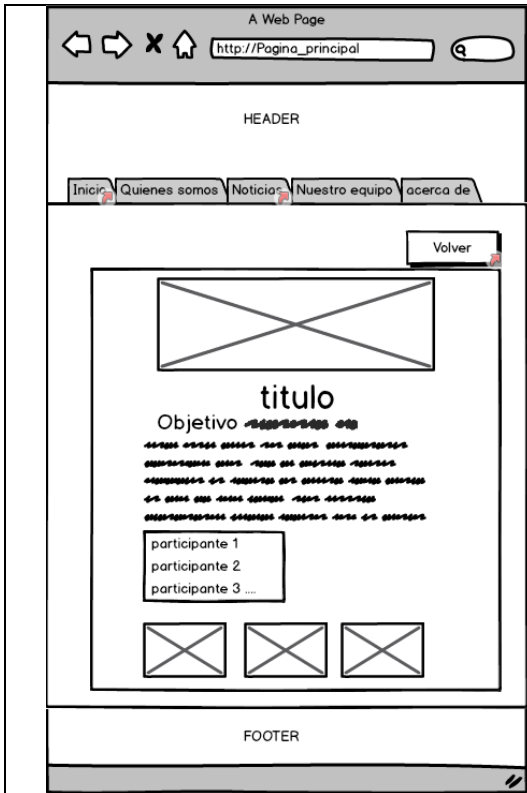 A Web Page
http://Pagina_principal
HEADER
Inicio Quienes somos Noticias Nuestro equipo acerca de
Volver
titulo
Objetivo
participante 1
participante 2
participante 3 ....
FOOTER